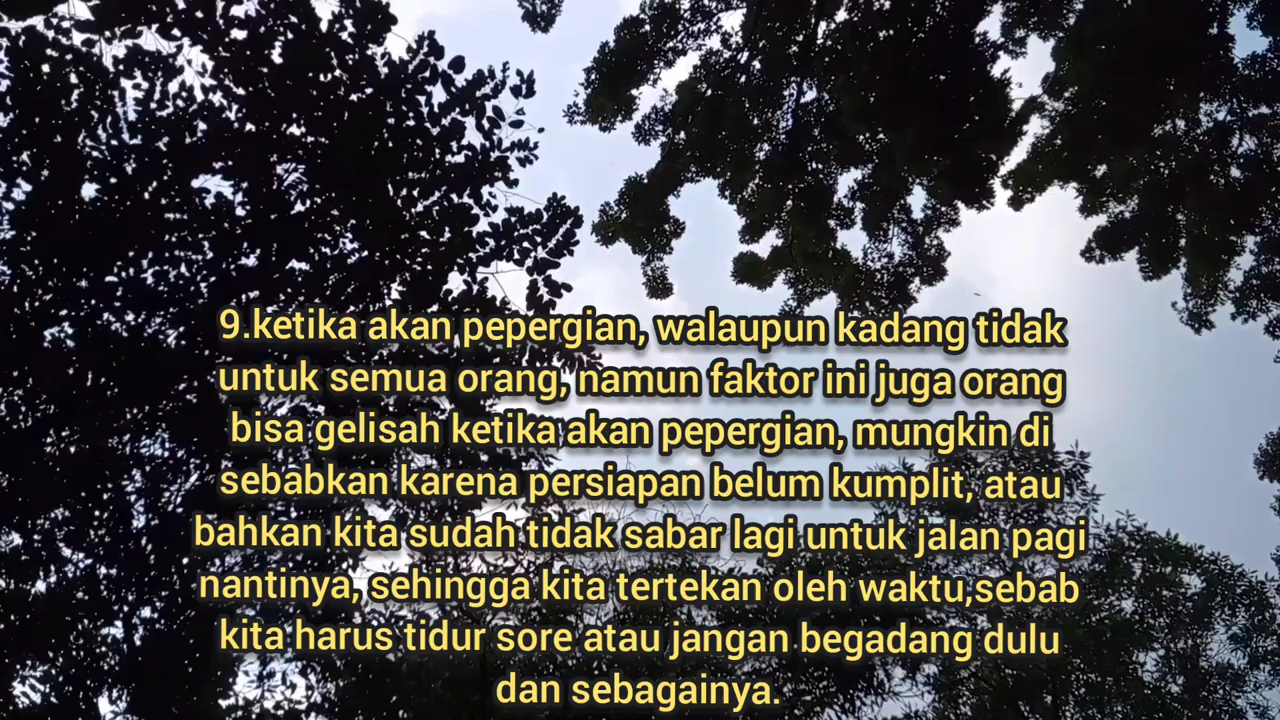 9.ketika akan pepergian, walaupun kadang tidak
untuk semua orang, namun faktor ini juga orang
bisa gelisah ketika akan pepergian, mungkin di
sebabkan karena persiapan belum kumplit, atau
bahkan kita sudah tidak sabar lagi untuk jalan pagi
nantinya, sehingga kita tertekan oleh waktu,sebab
kita harus tidur sore atau jangan begadang dulu
dan sebagainya.